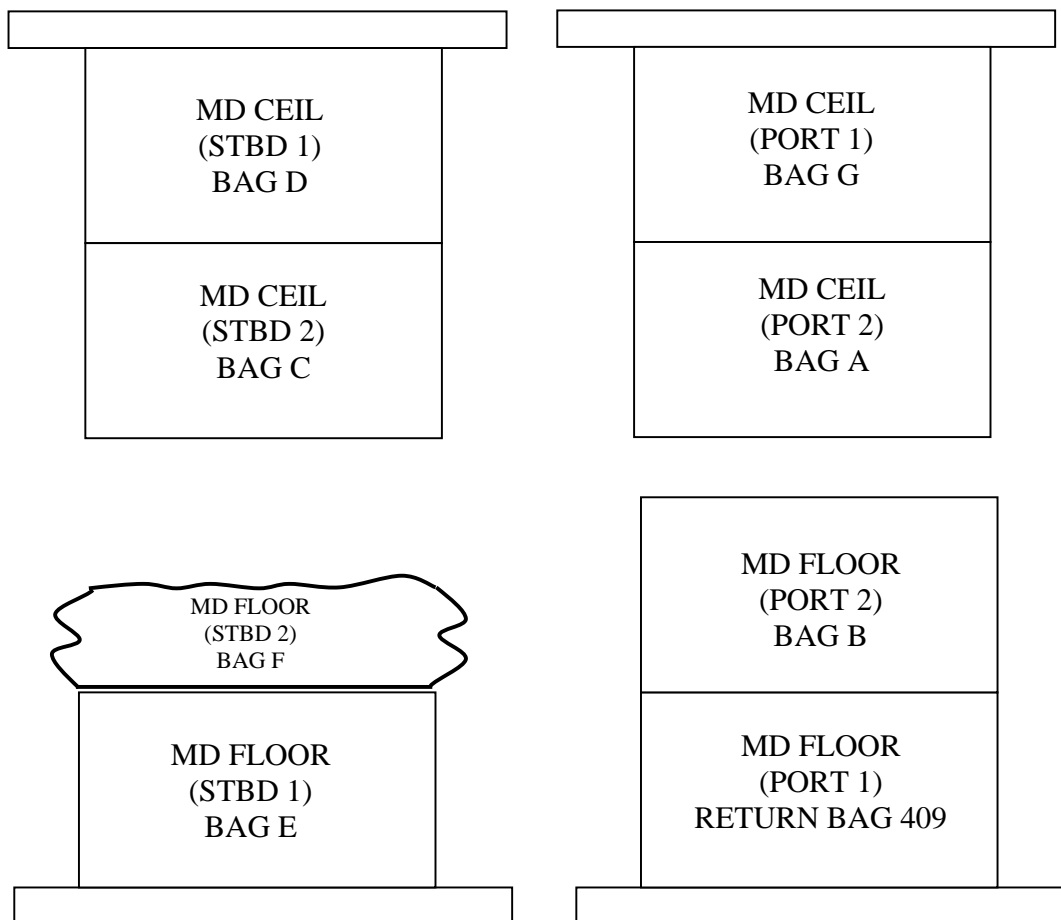 MD CEIL
(STBD 1)
BAG D
MD CEIL
(PORT 1)
BAG G
MD CEIL
(STBD 2)
BAG C
MD CEIL
(PORT 2)
BAG A
MD FLOOR
(STBD 2)
BAG F
MD FLOOR
(PORT 2)
BAG B
MD FLOOR
(STBD 1)
BAG E
MD FLOOR
(PORT 1)
RETURN BAG 409